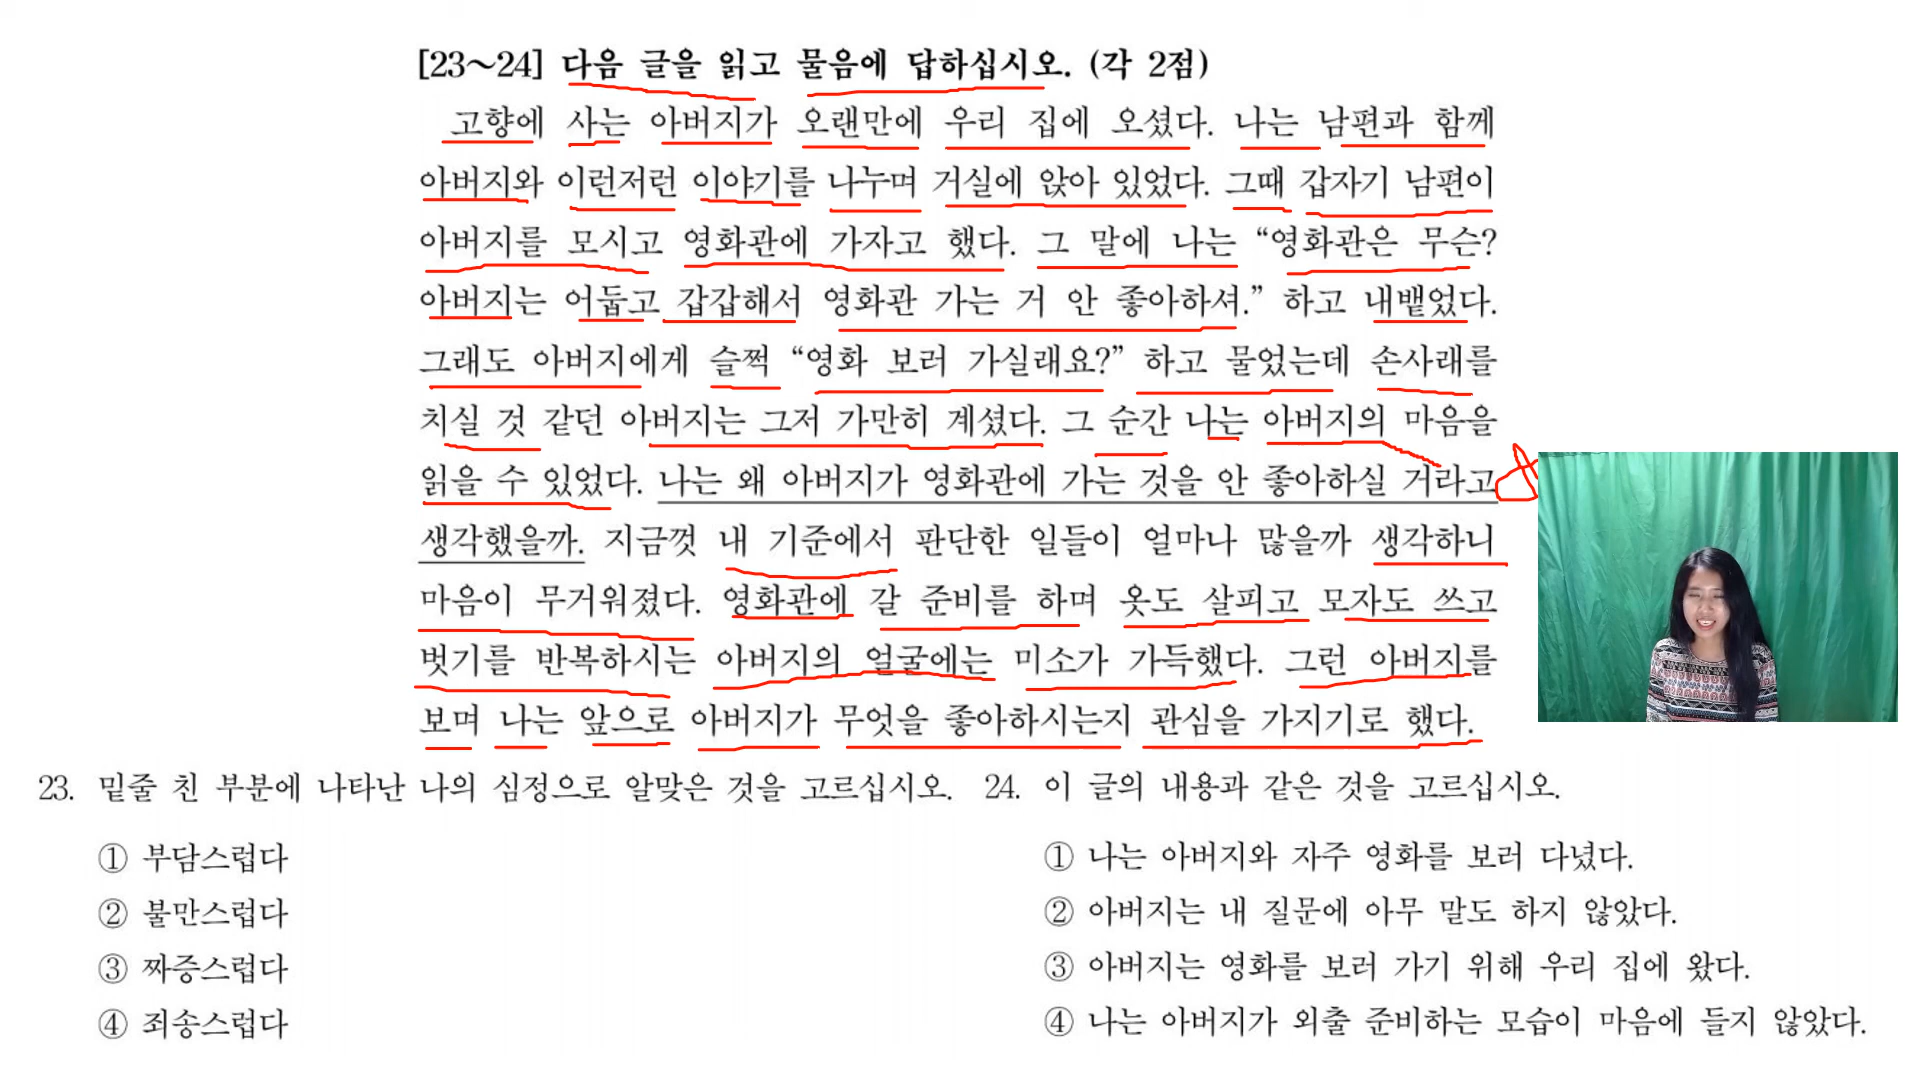 [23~24] 다음 글을 읽고 물음에 답하십시오. (각 2점)
고향에 사는 아버지가 오랜만에 우리 집에 오셨다. 나는 남편과 함께
아버지와 이런저런 이야기를 나누며 거실에 앉아 있었다. 그때 갑자기 남편이
아버지를 모시고 영화관에 가자고 했다. 그 말에 나는 “영화관은 무슨?
아버지는 어둡고 갑갑해서 영화관 가는 거 안 좋아하셔.” 하고 내뱉었다.
그래도 아버지에게 슬쩍 “영화 보러 가실래요?” 하고 물었는데 손사래를
치실 것 같던 아버지는 그저 가만히 계셨다. 그 순간 나는 아버지의 마음을
읽을 수 있었다. 나는 왜 아버지가 영화관에 가는 것을 안 좋아하실 거라고
생각했을까. 지금껏 내 기준에서 판단한 일들이 얼마나 많을까 생각하니
마음이 무거워졌다. 영화관에 갈 준비를 하며 옷도 살피고 모자도 쓰고
벗기를 반복하시는 아버지의 얼굴에는 미소가 가득했다. 그런 아버지를
보며 나는 앞으로 아버지가 무엇을 좋아하시는지 관심을 가지기로 했다.
23. 밑줄 친 부분에 나타난 나의 심정으로 알맞은 것을 고르십시오.
① 부담스럽다
② 불만스럽다
③ 짜증스럽다
④ 죄송스럽다
24. 이 글의 내용과 같은 것을 고르십시오.
① 나는 아버지와 자주 영화를 보러 다녔다.
② 아버지는 내 질문에 아무 말도 하지 않았다.
③ 아버지는 영화를 보러 가기 위해 우리 집에 왔다.
④ 나는 아버지가 외출 준비하는 모습이 마음에 들지 않았다.